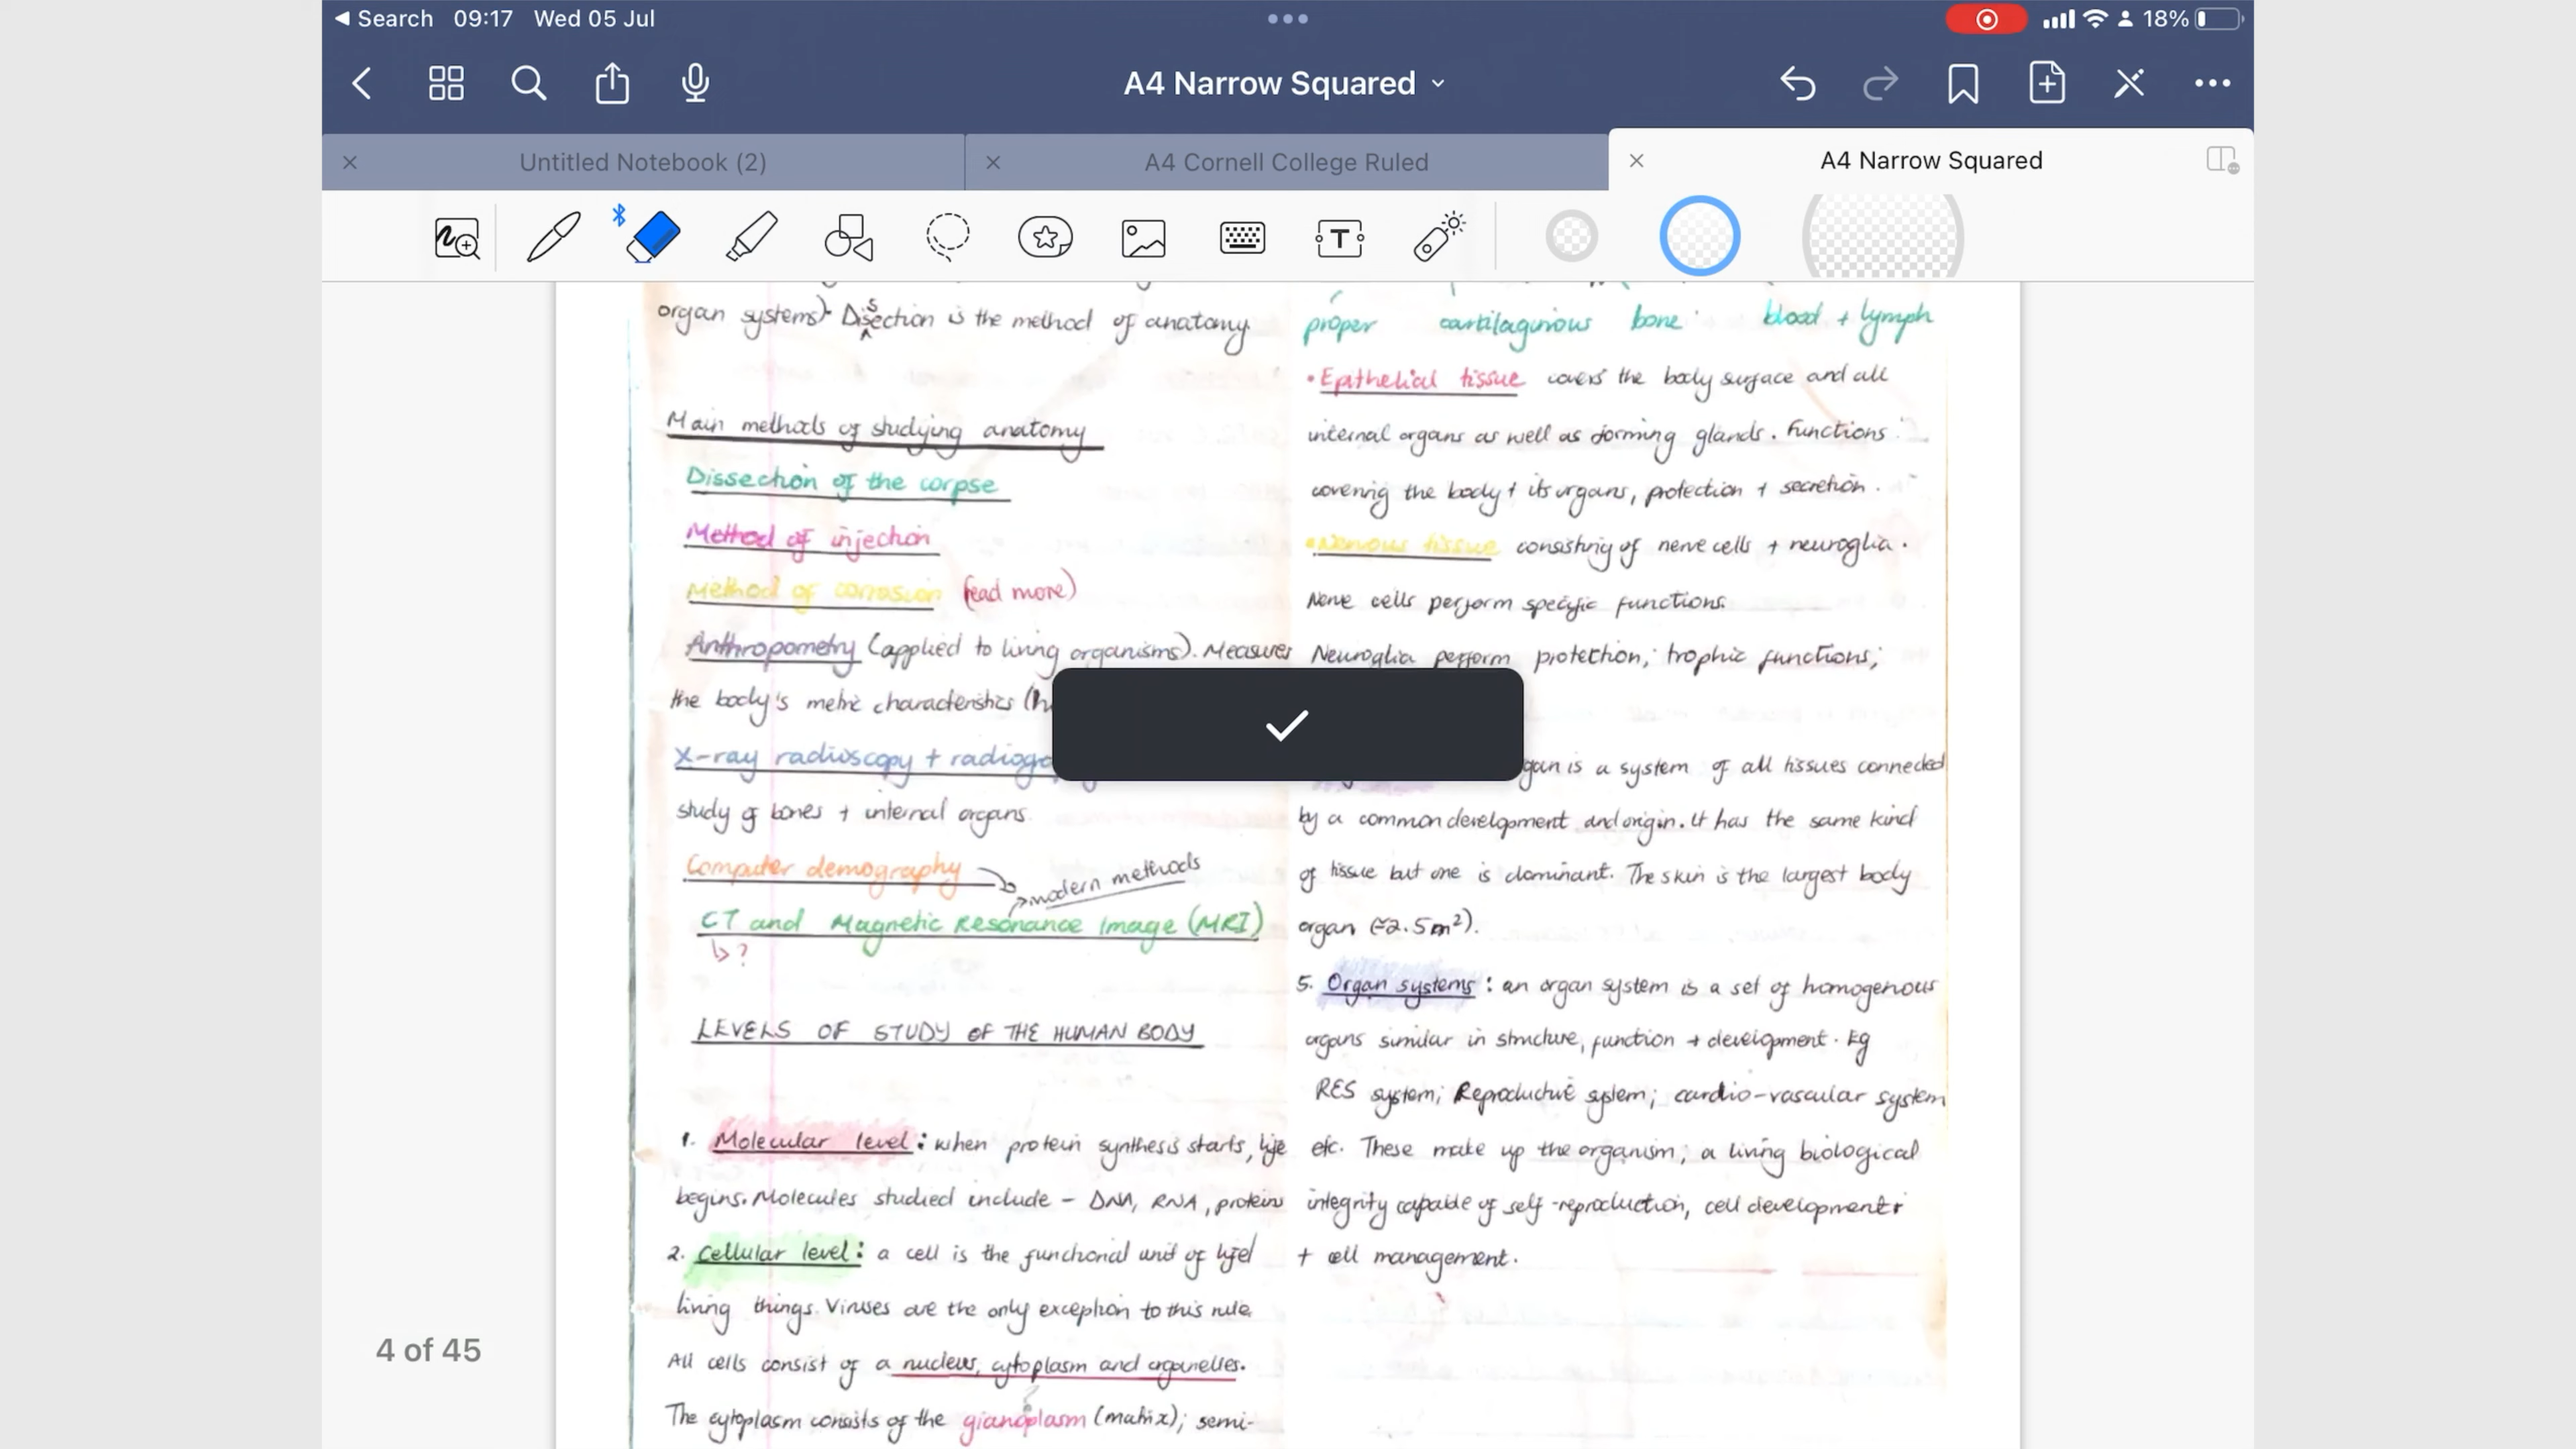 Search 09:17 Wed 05 Jul
18%
A4 Narrow Squared
Untitled Notebook (2)
A4 Cornell College Ruled
A4 Narrow Squared
organ systems). Disection is the method of anatomy
s
Main methods of studying anatomy
Dissection of the corpse
Method of injection
Method of corrosion (read more)
Anthropometry (applied to living organisms). Measures
the body's metric characteristics (h
X-ray radioscopy + radiogra
study of bones + internal organs.
Computer demography
modern methods
CT and Magnetic Resonance Image (MRI)
?
LEVELS OF STUDY OF THE HUMAN BODY
1. Molecular level: when protein synthesis starts, life
begins. Molecules studied include - DNA, RNA, proteins
2. Cellular level: a cell is the functional unit of
living things. Viruses are the only exception to this rule
All cells consist of a nucleus, cytoplasm and organelles.
The cytoplasm consists of the (matrix); semi-
proper cartilaginous bone blood + lymph
• Epithelial tissue covers the body surface and all
internal organs as well as forming glands. Functions:
covering the body + its organs, protection + secretion.
• Nervous tissue consisting of nerve cells + neuroglia.
Nerve cells perform specific functions.
Neuroglia perform protection; trophic functions;
gan is a system of all tissues connected
by a common development and origin. It has the same kind
of tissue but one is dominant. The skin is the largest body
organ (≈2.5m²).
5. Organ systems: an organ system is a set of homogenous
organs similar in structure, function + development. Eg
RES system; Reproductive system; cardio-vascular system
etc. These make up the organism; a living biological
integrity capable of self-reproduction, cell development
+ cell management.
4 of 45